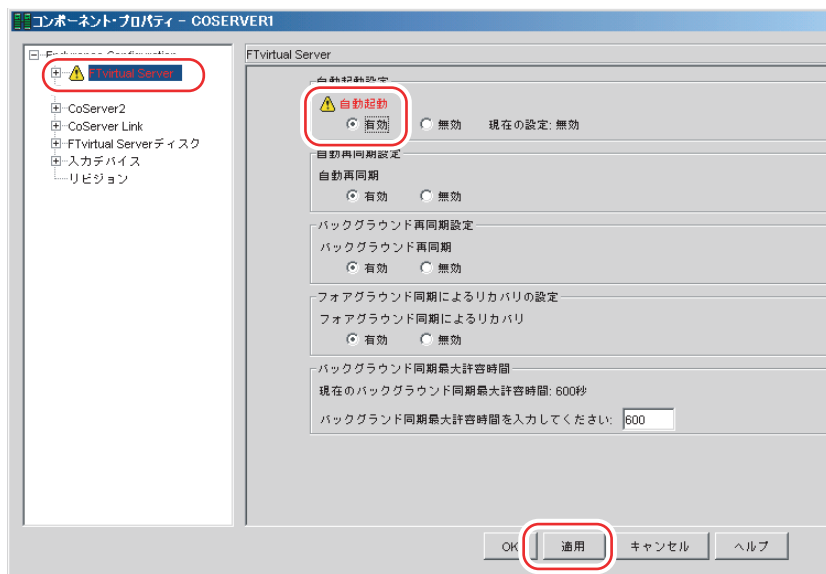 コンポーネント・プロパティ - COSERVER1
Endurance Configuration
FTvirtual Server
CoServer2
CoServer Link
FTvirtual Serverディスク
入力デバイス
リビジョン
FTvirtual Server
自動起動設定
自動起動
有効 無効 現在の設定: 無効
自動再同期設定
自動再同期
有効 無効
バックグラウンド再同期設定
バックグラウンド再同期
有効 無効
フォアグラウンド同期によるリカバリの設定
フォアグラウンド同期によるリカバリ
有効 無効
バックグラウンド同期最大許容時間
現在のバックグラウンド同期最大許容時間: 600秒
バックグランド同期最大許容時間を入力してください: 600
OK 適用 キャンセル ヘルプ